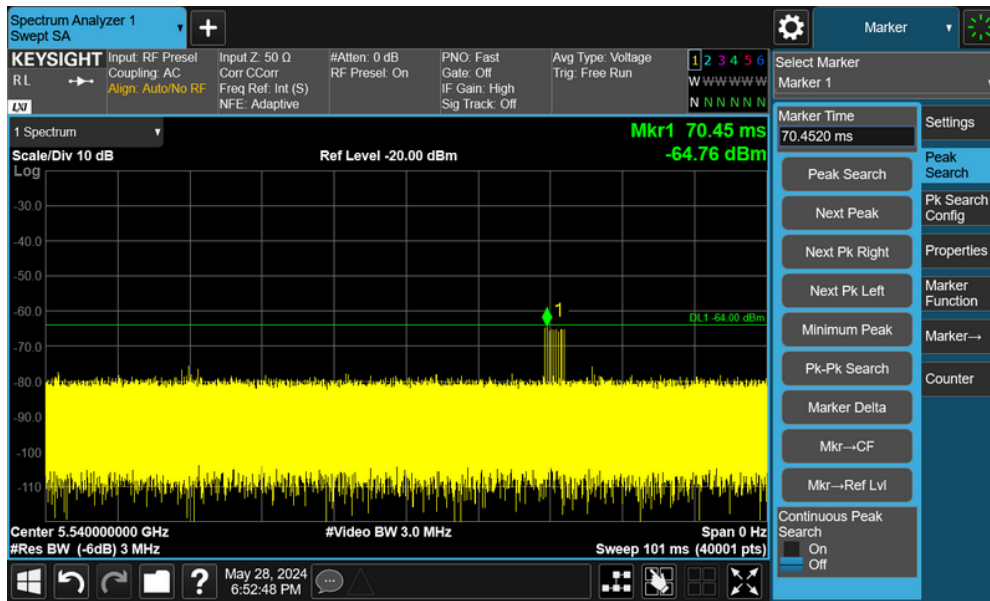 Spectrum Analyzer 1
Swept SA
+
Marker
KEYSIGHT
RL
LXI
Input: RF Presel
Coupling: AC
Align: Auto/No RF
Input Z: 50 Ω
Corr CCorr
Freq Ref: Int (S)
NFE: Adaptive
#Atten: 0 dB
RF Presel: On
PNO: Fast
Gate: Off
IF Gain: High
Sig Track: Off
Avg Type: Voltage
Trig: Free Run
1 2 3 4 5 6
W W W W W W
N N N N N N
Select Marker
Marker 1
1 Spectrum
Scale/Div 10 dB
Ref Level -20.00 dBm
Mkr1 70.45 ms
-64.76 dBm
Log
-30.0
-40.0
-50.0
-60.0
-70.0
-80.0
-90.0
-100
-110
1
DL1 -64.00 dBm
Center 5.540000000 GHz
#Video BW 3.0 MHz
Span 0 Hz
#Res BW (-6dB) 3 MHz
Sweep 101 ms (40001 pts)
Marker Time
70.4520 ms
Peak Search
Next Peak
Next Pk Right
Next Pk Left
Minimum Peak
Pk-Pk Search
Marker Delta
Mkr→CF
Mkr→Ref Lvl
Continuous Peak
Search
On
Off
Settings
Peak
Search
Pk Search
Config
Properties
Marker
Function
Marker→
Counter
?
May 28, 2024
6:52:48 PM